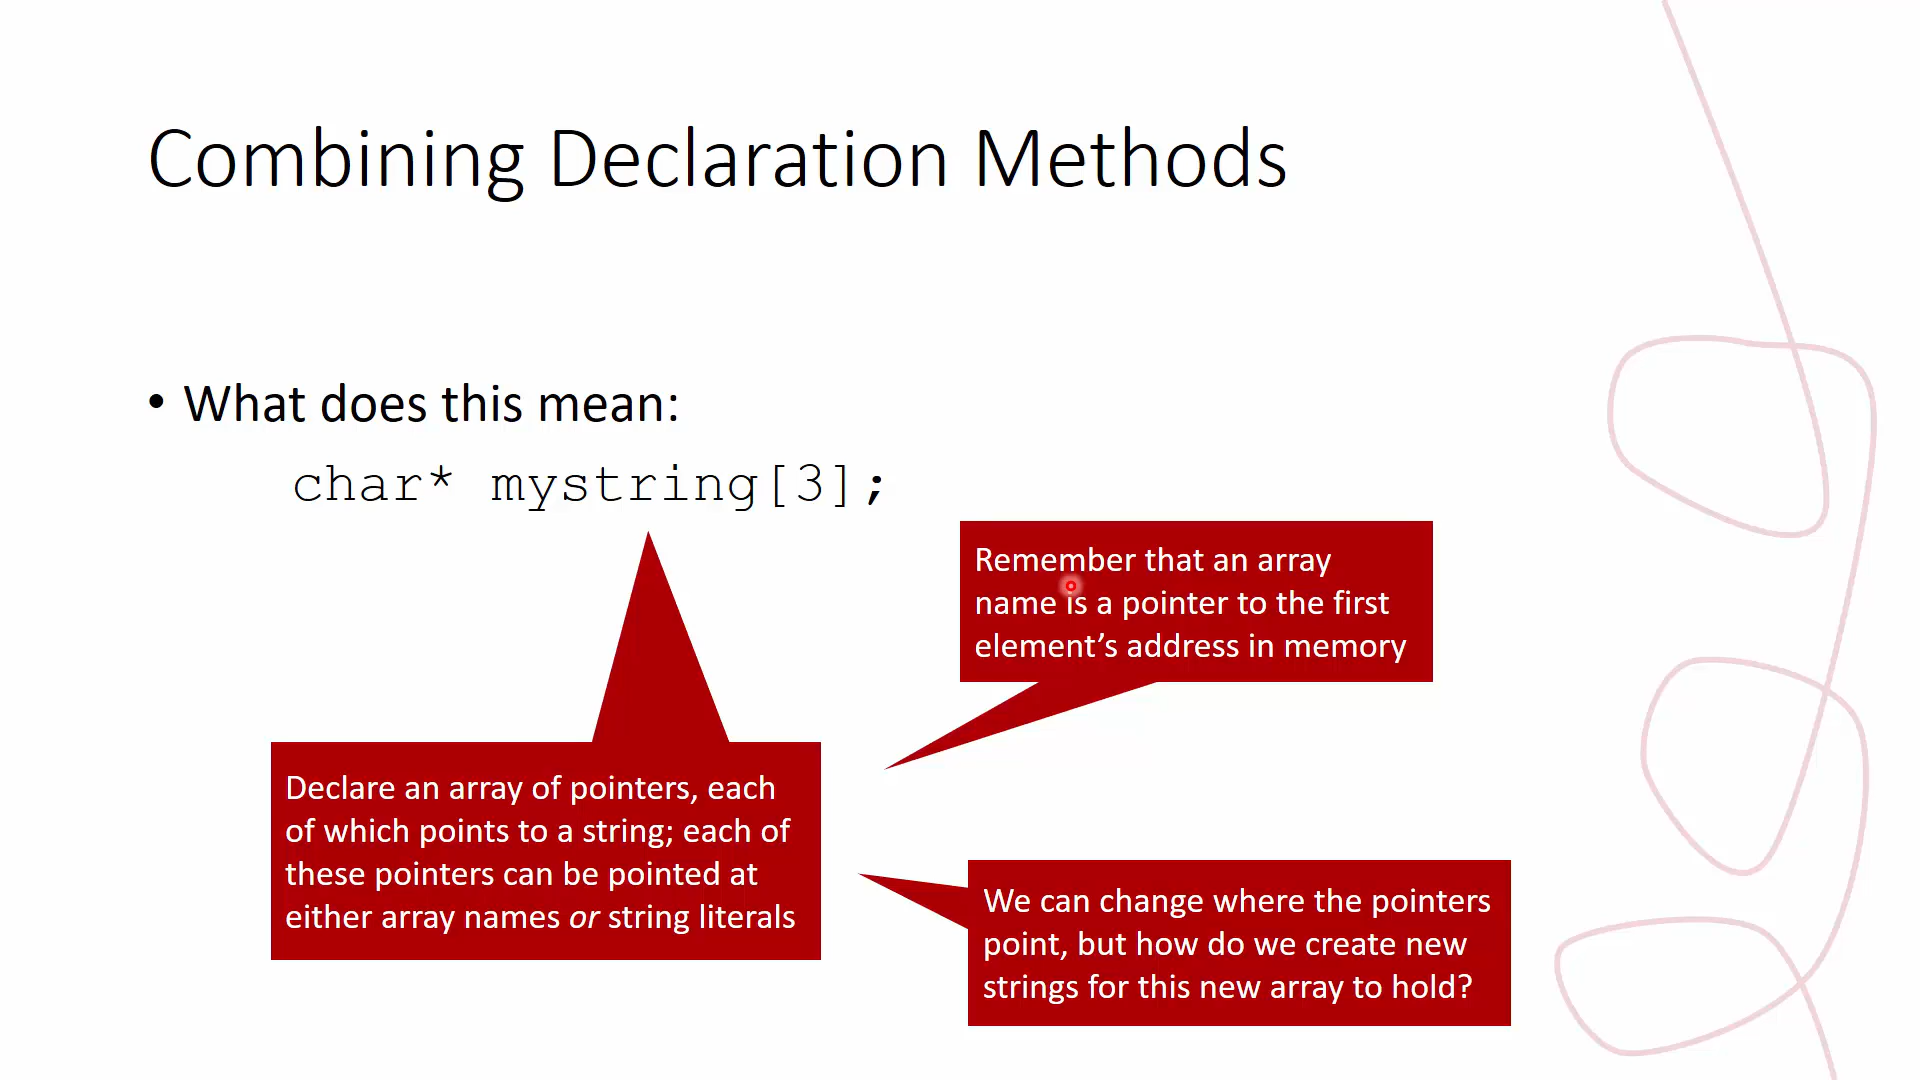 Combining Declaration Methods
• What does this mean:
char* mystring[3];
Remember that an array
name is a pointer to the first
element’s address in memory
Declare an array of pointers, each
of which points to a string; each of
these pointers can be pointed at
either array names or string literals
We can change where the pointers
point, but how do we create new
strings for this new array to hold?